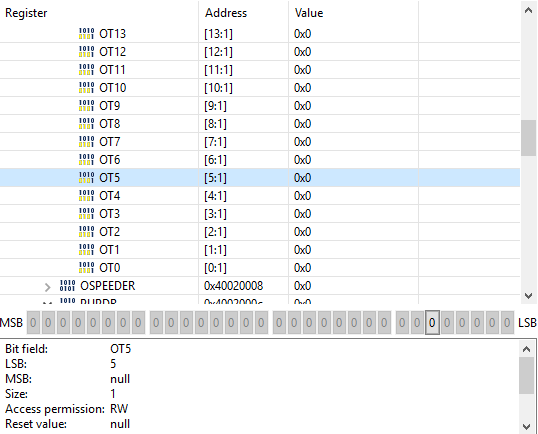 Register Address Value
OT13 [13:1] 0x0
OT12 [12:1] 0x0
OT11 [11:1] 0x0
OT10 [10:1] 0x0
OT9 [9:1] 0x0
OT8 [8:1] 0x0
OT7 [7:1] 0x0
OT6 [6:1] 0x0
OT5 [5:1] 0x0
OT4 [4:1] 0x0
OT3 [3:1] 0x0
OT2 [2:1] 0x0
OT1 [1:1] 0x0
OT0 [0:1] 0x0
OSPEEDER 0x40020008
PUPDR 0x4002000c
MSB 0 0 0 0 0 0 0 0 0 0 0 0 0 0 0 0 0 0 0 0 0 0 0 0 0 0 0 0 0 0 0 0 LSB
Bit field: OT5
LSB: 5
MSB: null
Size: 1
Access permission: RW
Reset value: null